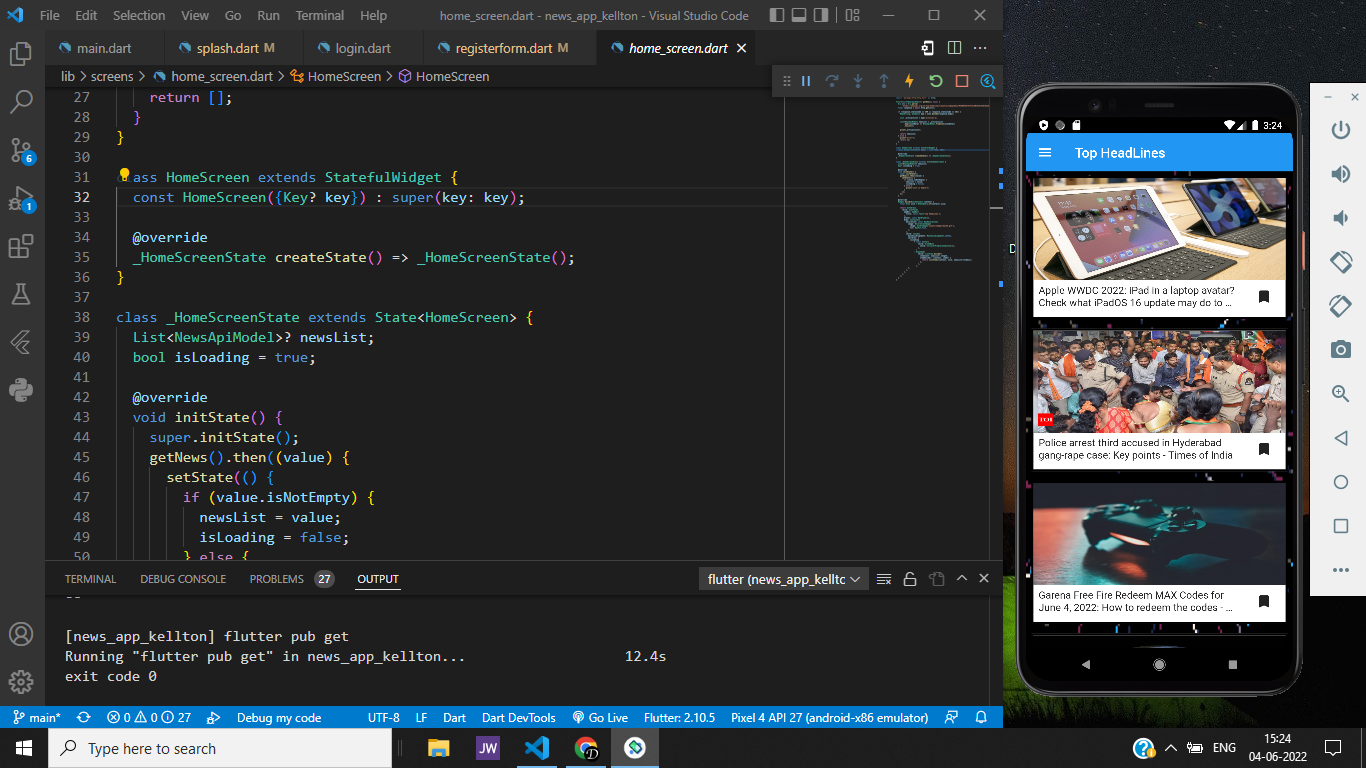 File Edit Selection View Go Run Terminal Help home_screen.dart - news_app_kellton - Visual Studio Code
main.dart splash.dart M login.dart registerform.dart M home_screen.dart
lib > screens > home_screen.dart > HomeScreen > HomeScreen
27 return [];
28 }
29 }
30
31 ass HomeScreen extends StatefulWidget {
32 const HomeScreen({Key? key}) : super(key: key);
33
34 @override
35 _HomeScreenState createState() => _HomeScreenState();
36 }
37
38 class _HomeScreenState extends State<HomeScreen> {
39 List<NewsApiModel>? newsList;
40 bool isLoading = true;
41
42 @override
43 void initState() {
44 super.initState();
45 getNews().then((value) {
46 setState(() {
47 if (value.isNotEmpty) {
48 newsList = value;
49 isLoading = false;
50 } else {
6
1
TERMINAL DEBUG CONSOLE PROBLEMS 27 OUTPUT flutter (news_app_kelltc
[news_app_kellton] flutter pub get
Running "flutter pub get" in news_app_kellton... 12.4s
exit code 0
main* 0 0 27 Debug my code UTF-8 LF Dart Dart DevTools Go Live Flutter: 2.10.5 Pixel 4 API 27 (android-x86 emulator)
Type here to search
JW
D
ENG
15:24
04-06-2022
3:24
Top HeadLines
Apple WWDC 2022: iPad in a laptop avatar?
Check what iPadOS 16 update may do to ...
TOI
Police arrest third accused in Hyderabad
gang-rape case: Key points - Times of India
Garena Free Fire Redeem MAX Codes for
June 4, 2022: How to redeem the codes - ...
D